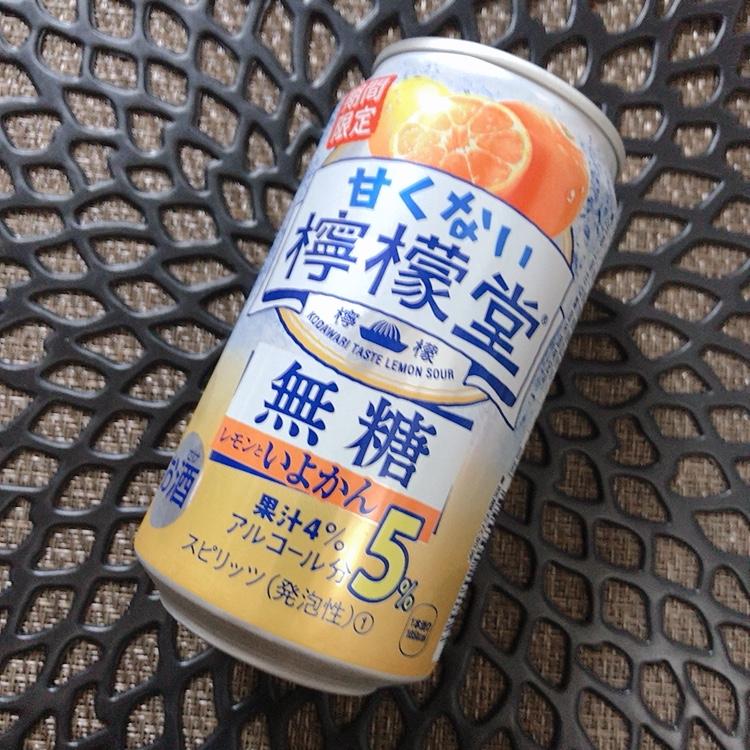 期間
限定
甘くない
檸檬堂
檸檬
KODAWARI TASTE LEMON SOUR
無糖
レモンといよかん
お酒
果汁4%
アルコール分5%
スピリッツ(発泡性)①